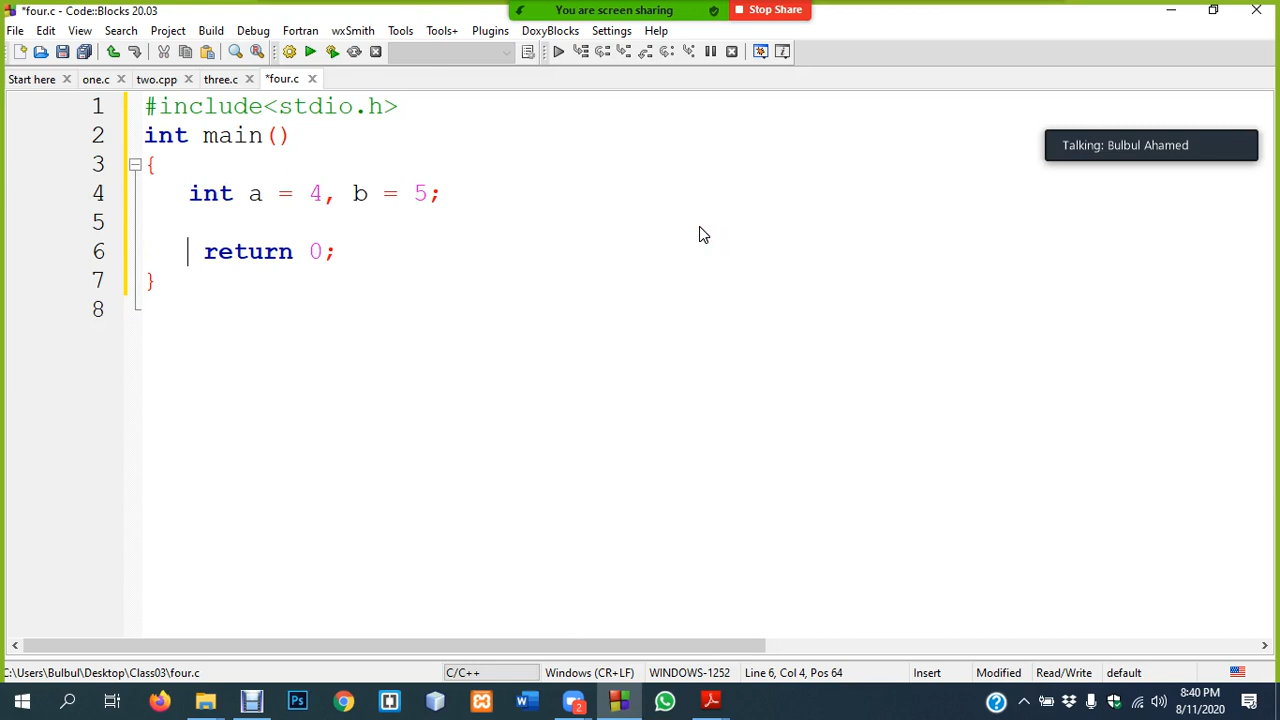 *four.c - Code::Blocks 20.03
You are screen sharing
Stop Share
File Edit View Search Project Build Debug Fortran wxSmith Tools Tools+ Plugins DoxyBlocks Settings Help
Start here one.c two.cpp three.c *four.c
1 #include<stdio.h>
2 int main()
3 {
4 int a = 4, b = 5;
5
6 return 0;
7 }
8
Talking: Bulbul Ahamed
C:\Users\Bulbul\Desktop\Class03\four.c C/C++ Windows (CR+LF) WINDOWS-1252 Line 6, Col 4, Pos 64 Insert Modified Read/Write default
2
8:40 PM
8/11/2020